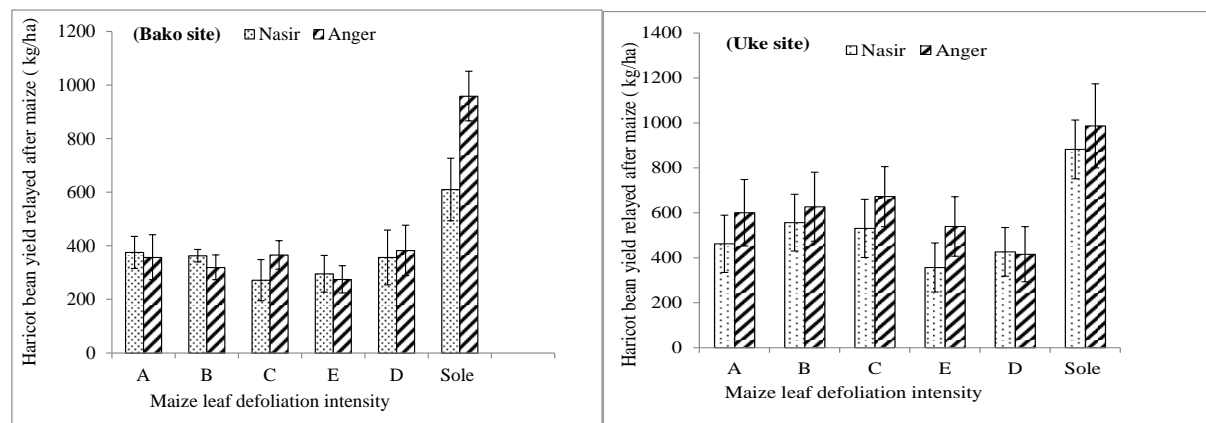 Haricot bean yield relayed after maize ( kg/ha)
(Bako site)
Nasir Anger
1200
1000
800
600
400
200
0
A B C E D Sole
Maize leaf defoliation intensity
Haricot bean yield relayed after maize ( kg/ha)
(Uke site)
Nasir Anger
1400
1200
1000
800
600
400
200
0
A B C E D Sole
Maize leaf defoliation intensity